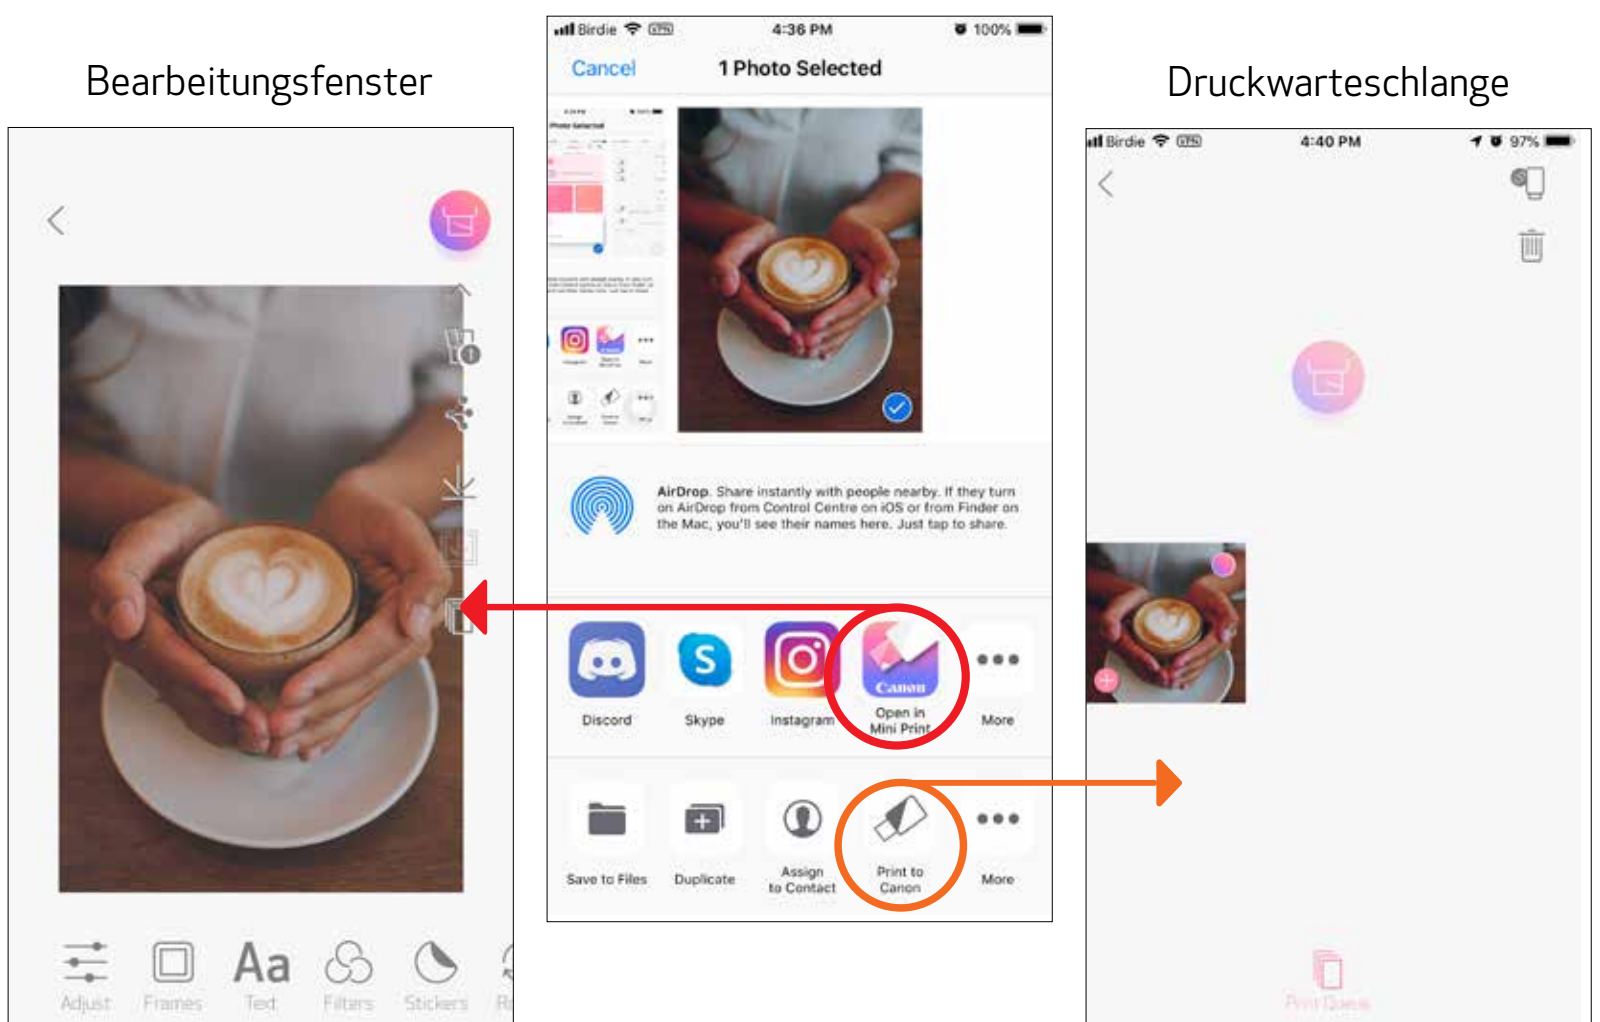 Bearbeitungsfenster
Adjust
Frames
Text
Filters
Stickers
Birdie
VPN
4:36 PM
100%
Cancel
1 Photo Selected
AirDrop. Share instantly with people nearby. If they turn
on AirDrop from Control Centre on iOS or from Finder on
the Mac, you'll see their names here. Just tap to share.
Discord
Skype
Instagram
Canon
Open in
Mini Print
More
Save to Files
Duplicate
Assign
to Contact
Print to
Canon
More
Druckwarteschlange
Birdie
VPN
4:40 PM
97%
Print Queue